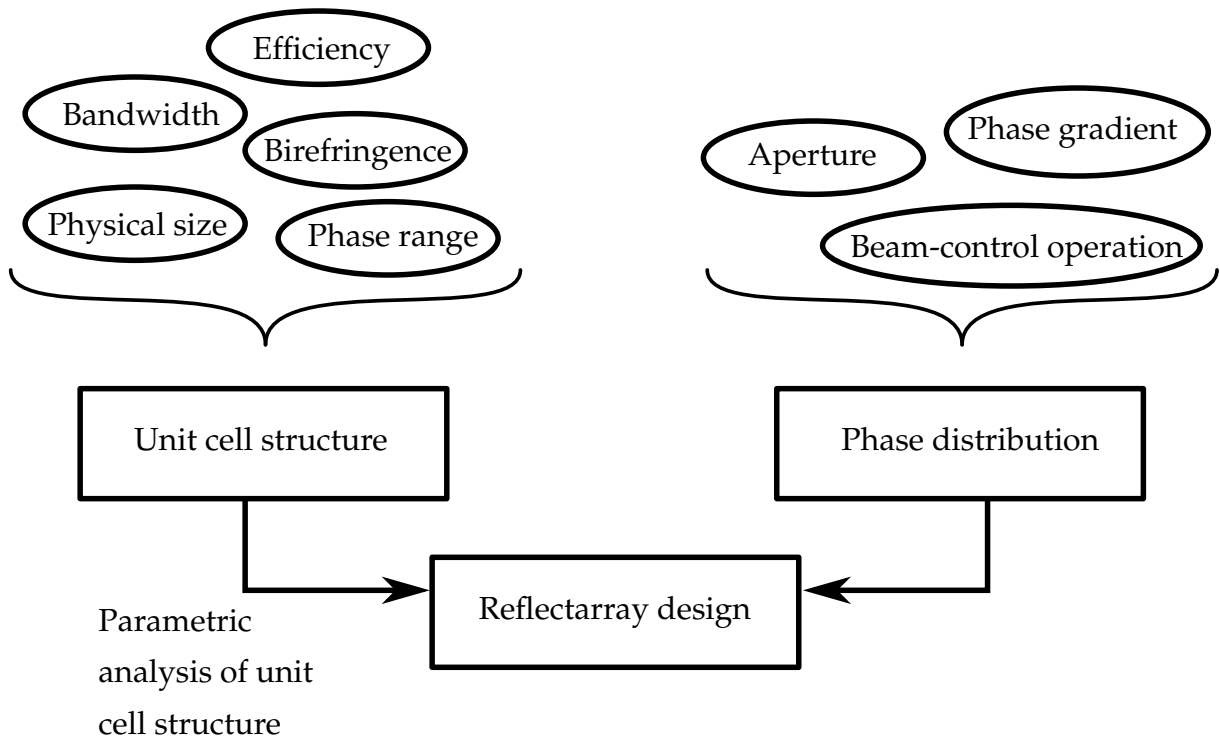 Efficiency
Bandwidth
Birefringence
Physical size
Phase range
Aperture
Phase gradient
Beam-control operation
Unit cell structure
Phase distribution
Reflectarray design
Parametric
analysis of unit
cell structure